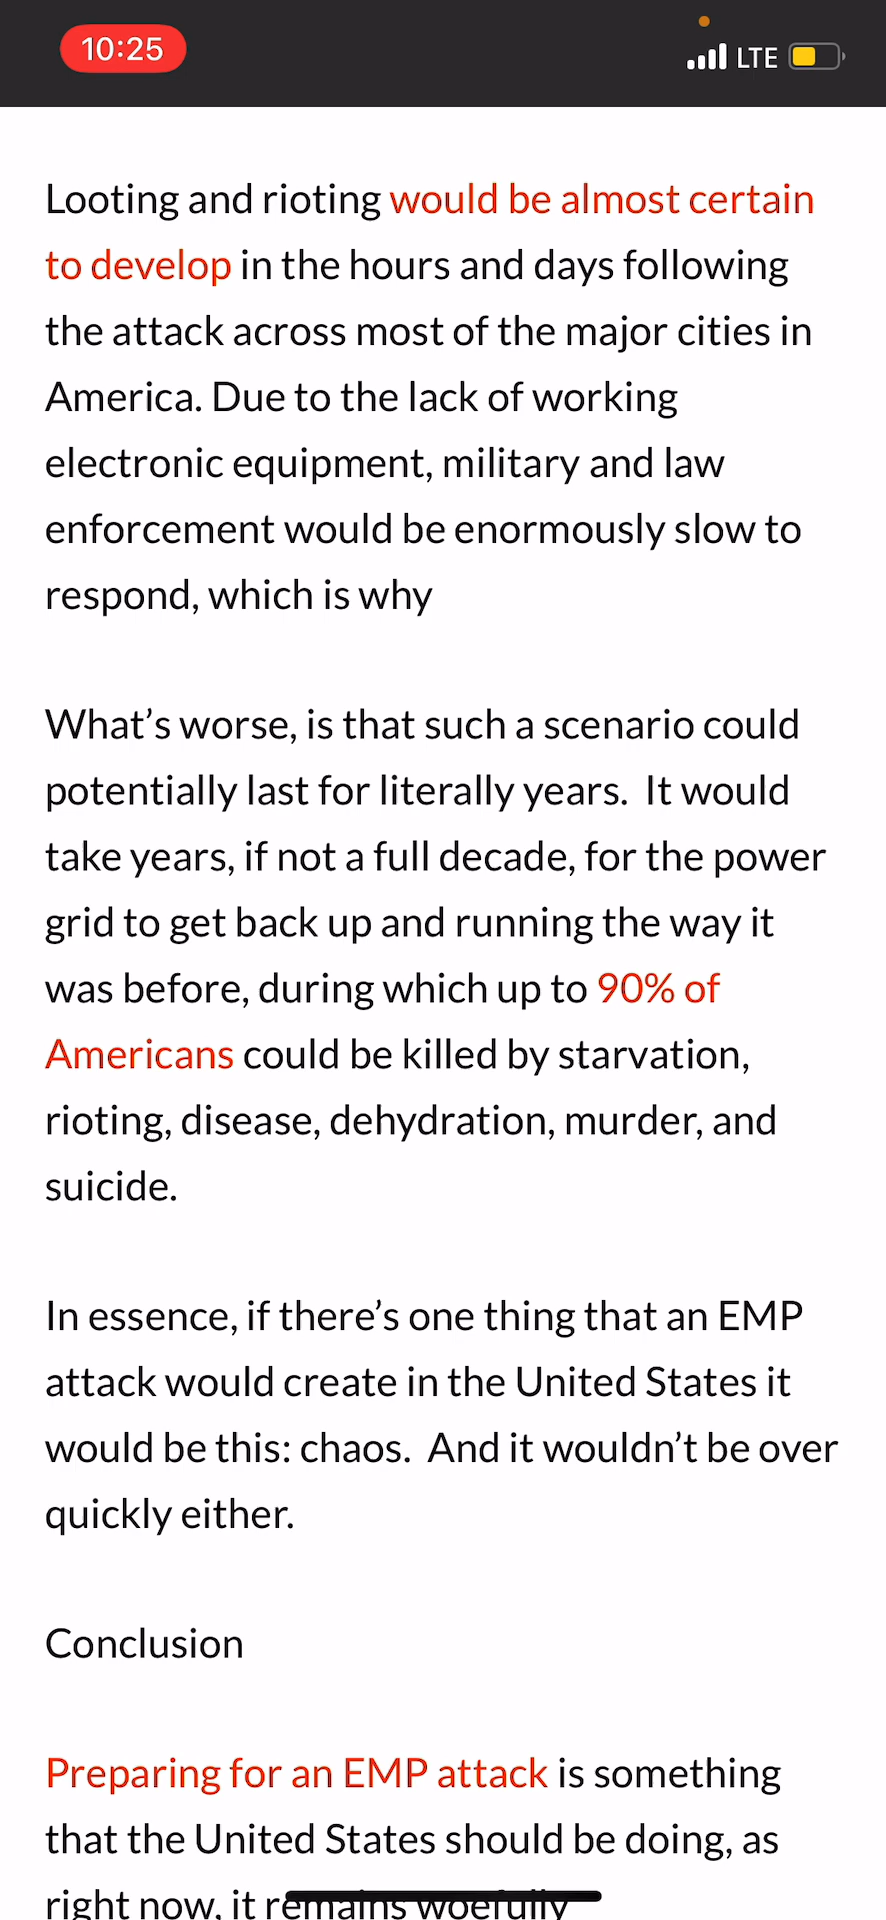 10:25
LTE
Looting and rioting would be almost certain
to develop in the hours and days following
the attack across most of the major cities in
America. Due to the lack of working
electronic equipment, military and law
enforcement would be enormously slow to
respond, which is why
What’s worse, is that such a scenario could
potentially last for literally years.  It would
take years, if not a full decade, for the power
grid to get back up and running the way it
was before, during which up to 90% of
Americans could be killed by starvation,
rioting, disease, dehydration, murder, and
suicide.
In essence, if there’s one thing that an EMP
attack would create in the United States it
would be this: chaos.  And it wouldn’t be over
quickly either.
Conclusion
Preparing for an EMP attack is something
that the United States should be doing, as
right now, it remains woefully